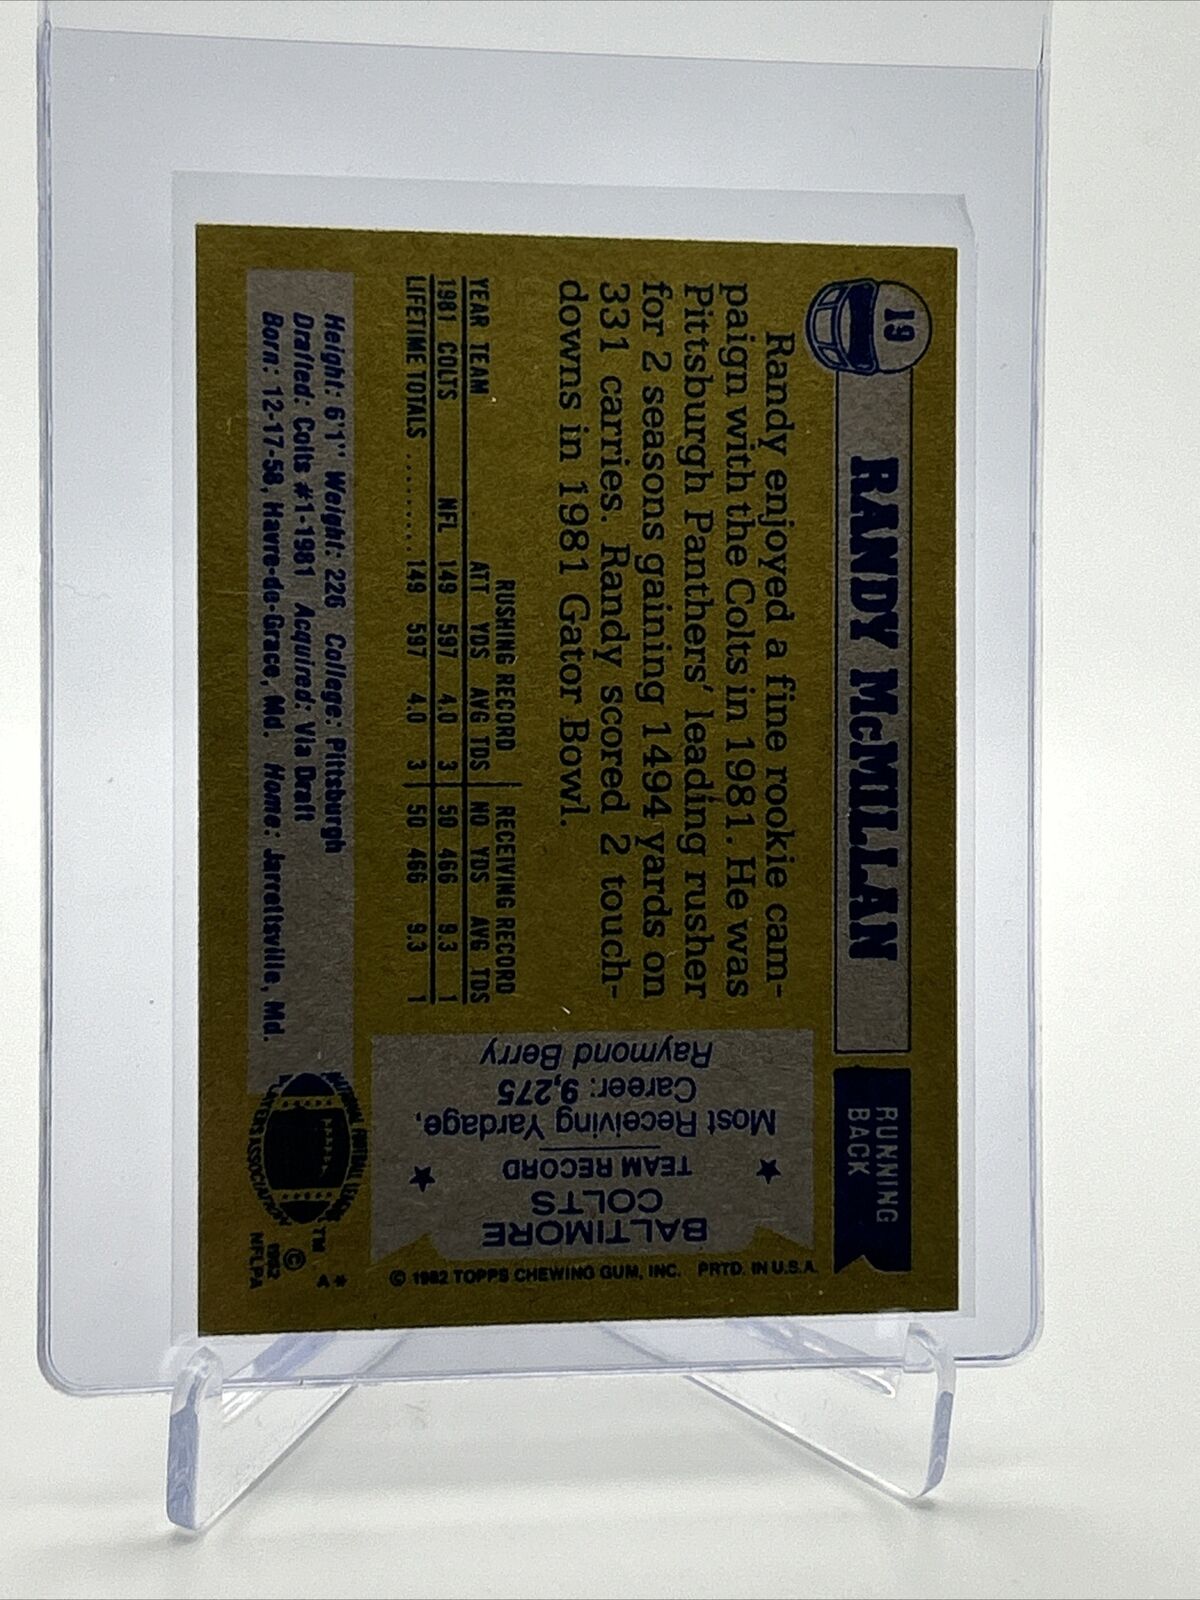 19
RANDY McMILLAN
RUNNING
BACK
Randy enjoyed a fine rookie cam-
paign with the Colts in 1981. He was
Pittsburgh Panthers' leading rusher
for 2 seasons gaining 1494 yards on
331 carries. Randy scored 2 touch-
downs in 1981 Gator Bowl.
RUSHING RECORD RECEIVING RECORD
YEAR TEAM ATT YDS AVG TDS NO YDS AVG TDS
1981 COLTS NFL 149 597 4.0 3 50 466 9.3 1
LIFETIME TOTALS .......... 149 597 4.0 3 50 466 9.3 1
Height: 6'1" Weight: 226 College: Pittsburgh
Drafted: Colts #1-1981 Acquired: Via Draft
Born: 12-17-58, Havre-de-Grace, Md. Home: Jarrettsville, Md.
BALTIMORE
COLTS
TEAM RECORD
Most Receiving Yardage,
Career: 9,275
Raymond Berry
© 1982 TOPPS CHEWING GUM, INC. PRTD. IN U.S.A.
NATIONAL FOOTBALL LEAGUE
PLAYERS ASSOCIATION
TM
©
1982
NFLPA
A*